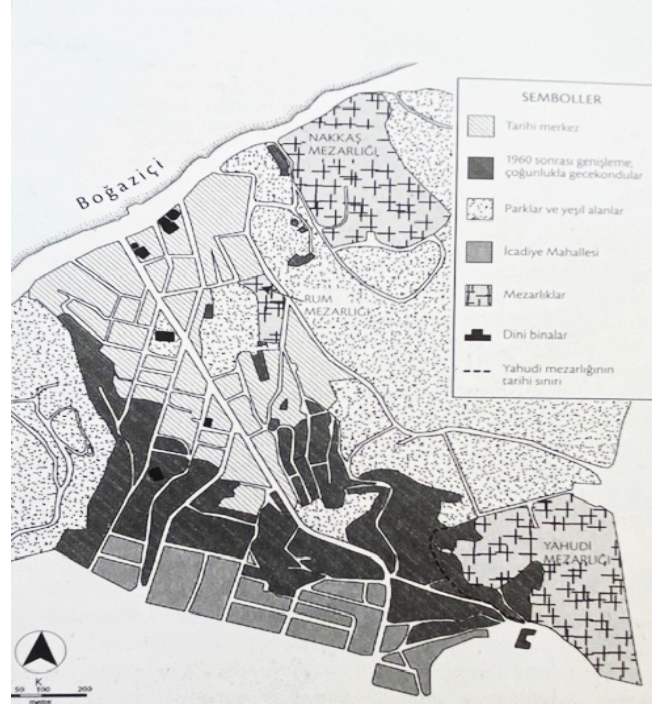 SEMBOLLER
Tarihi merkez
1960 sonrası genişleme,
çoğunlukla gecekondular
Parklar ve yeşil alanlar
İcadiye Mahallesi
Mezarlıklar
Dini binalar
Yahudi mezarlığının
tarihi sınırı
Boğaziçi
NAKKAŞ
MEZARLIĞI
RUM
MEZARLIĞI
YAHUDİ
MEZARLIĞI
K
50 100 200
metre